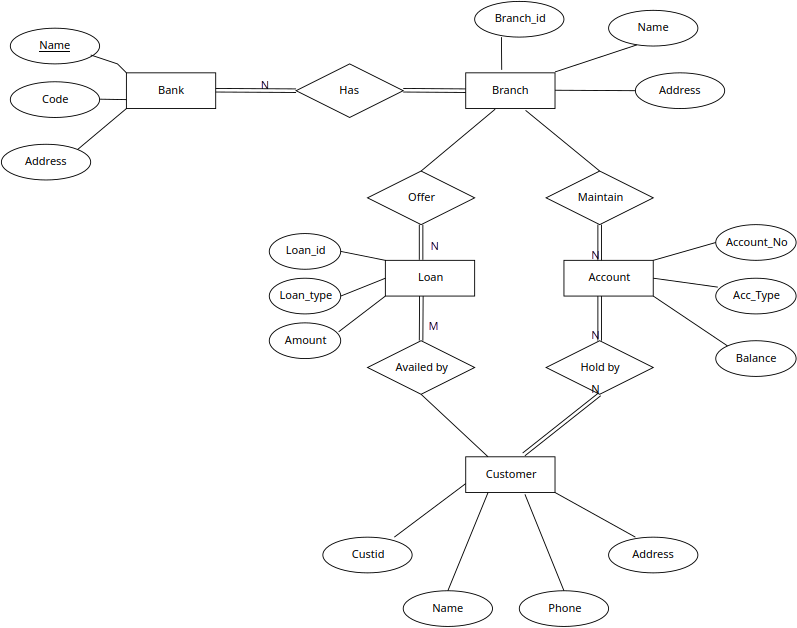 Branch_id
Name
Name
N
Bank
Has
Branch
Address
Code
Address
Offer
Maintain
N
N
Loan_id
Account_No
Loan
Account
Loan_type
Acc_Type
M
N
Amount
Balance
Availed by
Hold by
N
Customer
Custid
Address
Name
Phone